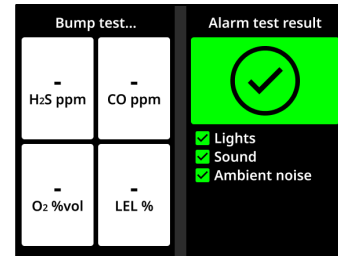 Bump test...
-
H₂S ppm
-
CO ppm
-
O₂ %vol
-
LEL %
Alarm test result
Lights
Sound
Ambient noise